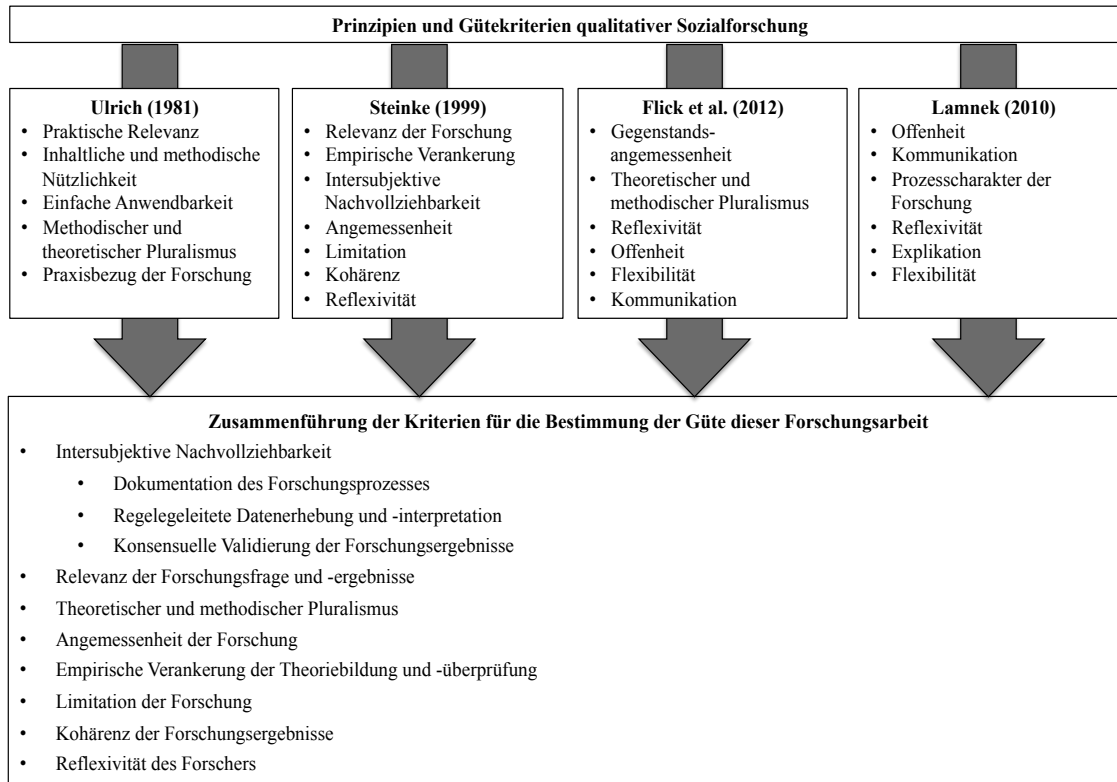 Prinzipien und Gütekriterien qualitativer Sozialforschung
Ulrich (1981)
• Praktische Relevanz
• Inhaltliche und methodische
Nützlichkeit
• Einfache Anwendbarkeit
• Methodischer und
theoretischer Pluralismus
• Praxisbezug der Forschung
Steinke (1999)
• Relevanz der Forschung
• Empirische Verankerung
• Intersubjektive
Nachvollziehbarkeit
• Angemessenheit
• Limitation
• Kohärenz
• Reflexivität
Flick et al. (2012)
• Gegenstands-
angemessenheit
• Theoretischer und
methodischer Pluralismus
• Reflexivität
• Offenheit
• Flexibilität
• Kommunikation
Lamnek (2010)
• Offenheit
• Kommunikation
• Prozesscharakter der
Forschung
• Reflexivität
• Explikation
• Flexibilität
Zusammenführung der Kriterien für die Bestimmung der Güte dieser Forschungsarbeit
• Intersubjektive Nachvollziehbarkeit
• Dokumentation des Forschungsprozesses
• Regelegeleitete Datenerhebung und -interpretation
• Konsensuelle Validierung der Forschungsergebnisse
• Relevanz der Forschungsfrage und -ergebnisse
• Theoretischer und methodischer Pluralismus
• Angemessenheit der Forschung
• Empirische Verankerung der Theoriebildung und -überprüfung
• Limitation der Forschung
• Kohärenz der Forschungsergebnisse
• Reflexivität des Forschers